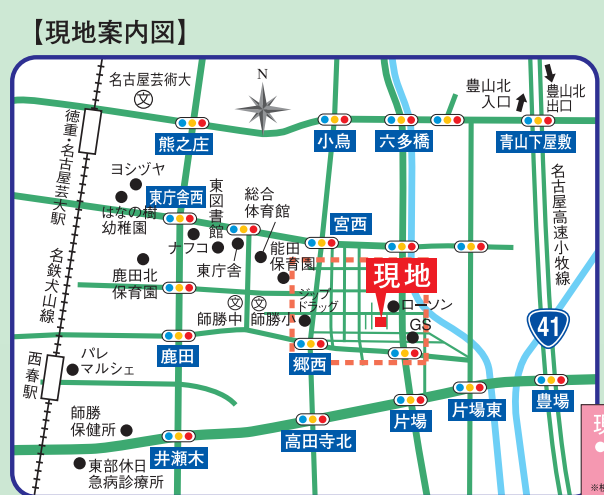 【現地案内図】
名古屋芸術大
文
N
豊山北
入口
豊山北
出口
徳重・名古屋芸大駅
熊之庄
小鳥
六多橋
青山下屋敷
ヨシヅヤ
はなの樹
幼稚園
東庁舎西
東図書館
総合
体育館
宮西
名古屋高速小牧線
ナフコ
東庁舎
能田
保育園
現地
名鉄犬山線
鹿田北
保育園
文
文
師勝中
師勝小
ジップ
ドラッグ
ローソン
GS
41
鹿田
郷西
西春駅
パレ
マルシェ
師勝
保健所
井瀬木
高田寺北
片場
片場東
豊場
東部休日
急病診療所